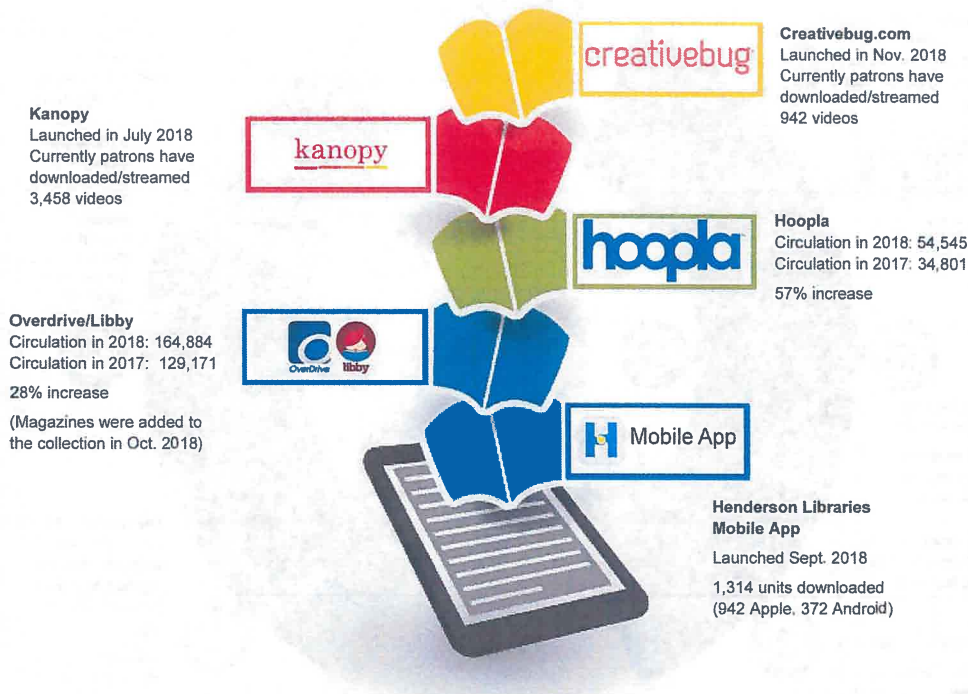 Creativebug.com
Launched in Nov. 2018
Currently patrons have
downloaded/streamed
942 videos
creativebug
Kanopy
Launched in July 2018
Currently patrons have
downloaded/streamed
3,458 videos
kanopy
hoopla
Hoopla
Circulation in 2018: 54,545
Circulation in 2017: 34,801
57% increase
Overdrive/Libby
Circulation in 2018: 164,884
Circulation in 2017: 129,171
28% increase
(Magazines were added to
the collection in Oct. 2018)
OverDrive
libby
H Mobile App
Henderson Libraries
Mobile App
Launched Sept. 2018
1,314 units downloaded
(942 Apple, 372 Android)